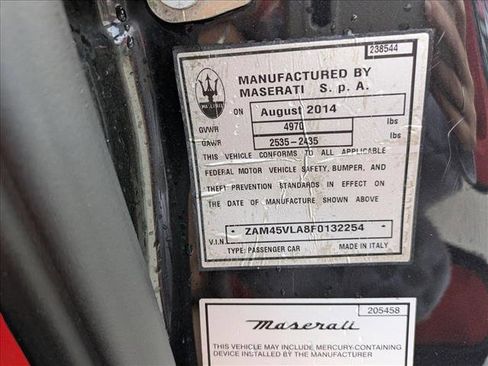 238544
MASERATI
MANUFACTURED BY
MASERATI S. p. A.
ON August 2014
GVWR 4970 lbs
GAWR 2535-2435 lbs
THIS VEHICLE CONFORMS TO ALL APPLICABLE
FEDERAL MOTOR VEHICLE SAFETY, BUMPER, AND
THEFT PREVENTION STANDARDS IN EFFECT ON
THE DATE OF MANUFACTURE SHOWN ABOVE
V.I.N. * ZAM45VLA8F0132254 *
TYPE: PASSENGER CAR MADE IN ITALY
205458
Maserati
THIS VEHICLE MAY INCLUDE MERCURY-CONTAINING
DEVICE INSTALLED BY THE MANUFACTURER